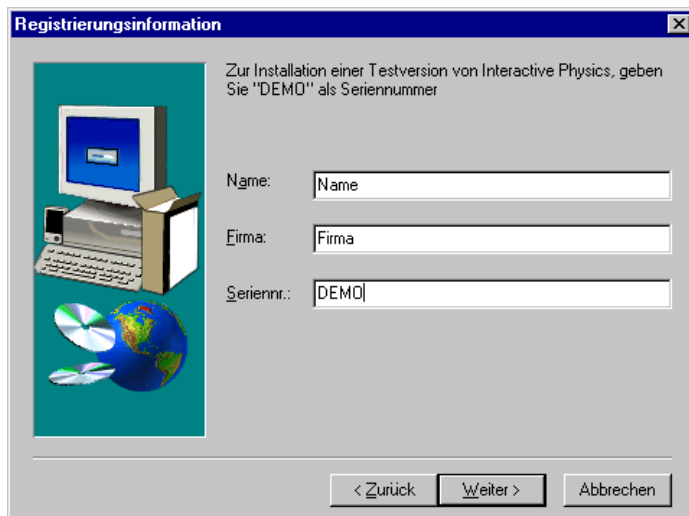 Registrierungsinformation
Zur Installation einer Testversion von Interactive Physics, geben
Sie "DEMO" als Seriennummer
Name:
Name
Firma:
Firma
Seriennr.:
DEMO
< Zurück
Weiter >
Abbrechen